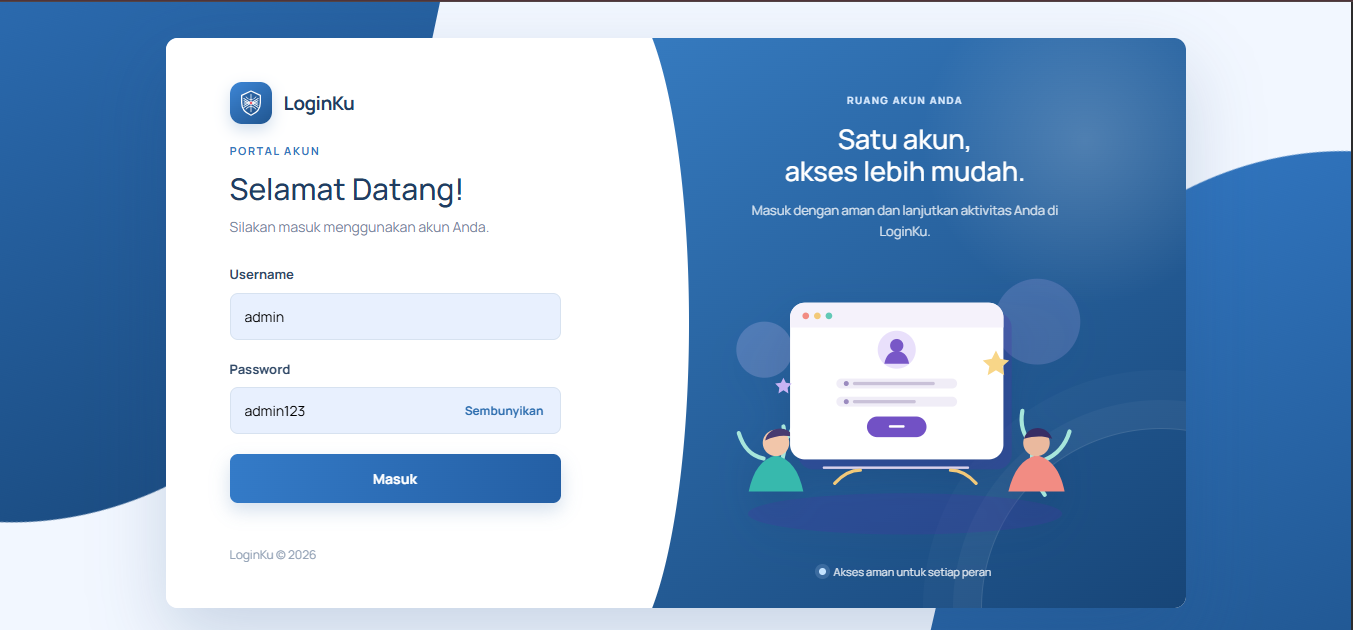 LoginKu
PORTAL AKUN
Selamat Datang!
Silakan masuk menggunakan akun Anda.
Username
admin
Password
admin123
Sembunyikan
Masuk
LoginKu © 2026
RUANG AKUN ANDA
Satu akun,
akses lebih mudah.
Masuk dengan aman dan lanjutkan aktivitas Anda di
LoginKu.
Akses aman untuk setiap peran